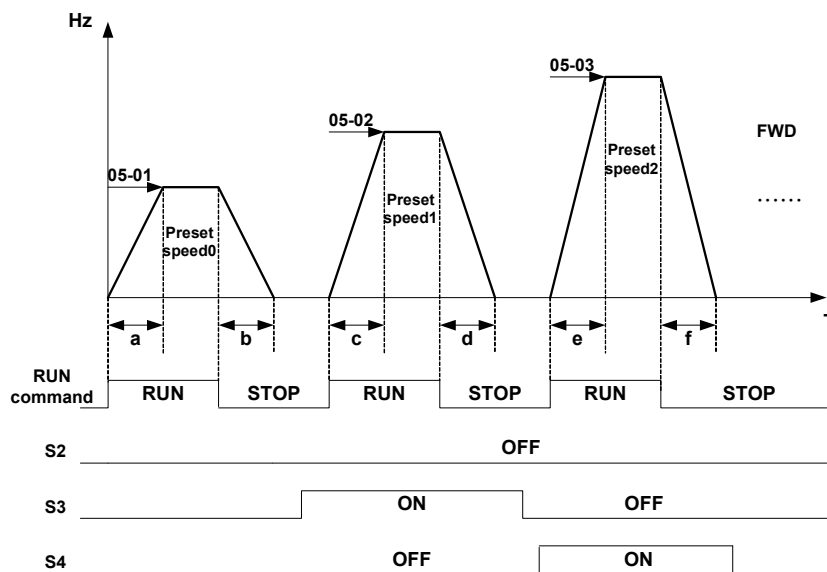 Hz
05-03
05-02
FWD
Preset
speed2
05-01
Preset
speed1
Preset
speed0
......
a b c d e f
RUN
command
RUN STOP RUN STOP RUN STOP
S2 OFF
S3 ON OFF
S4 OFF ON